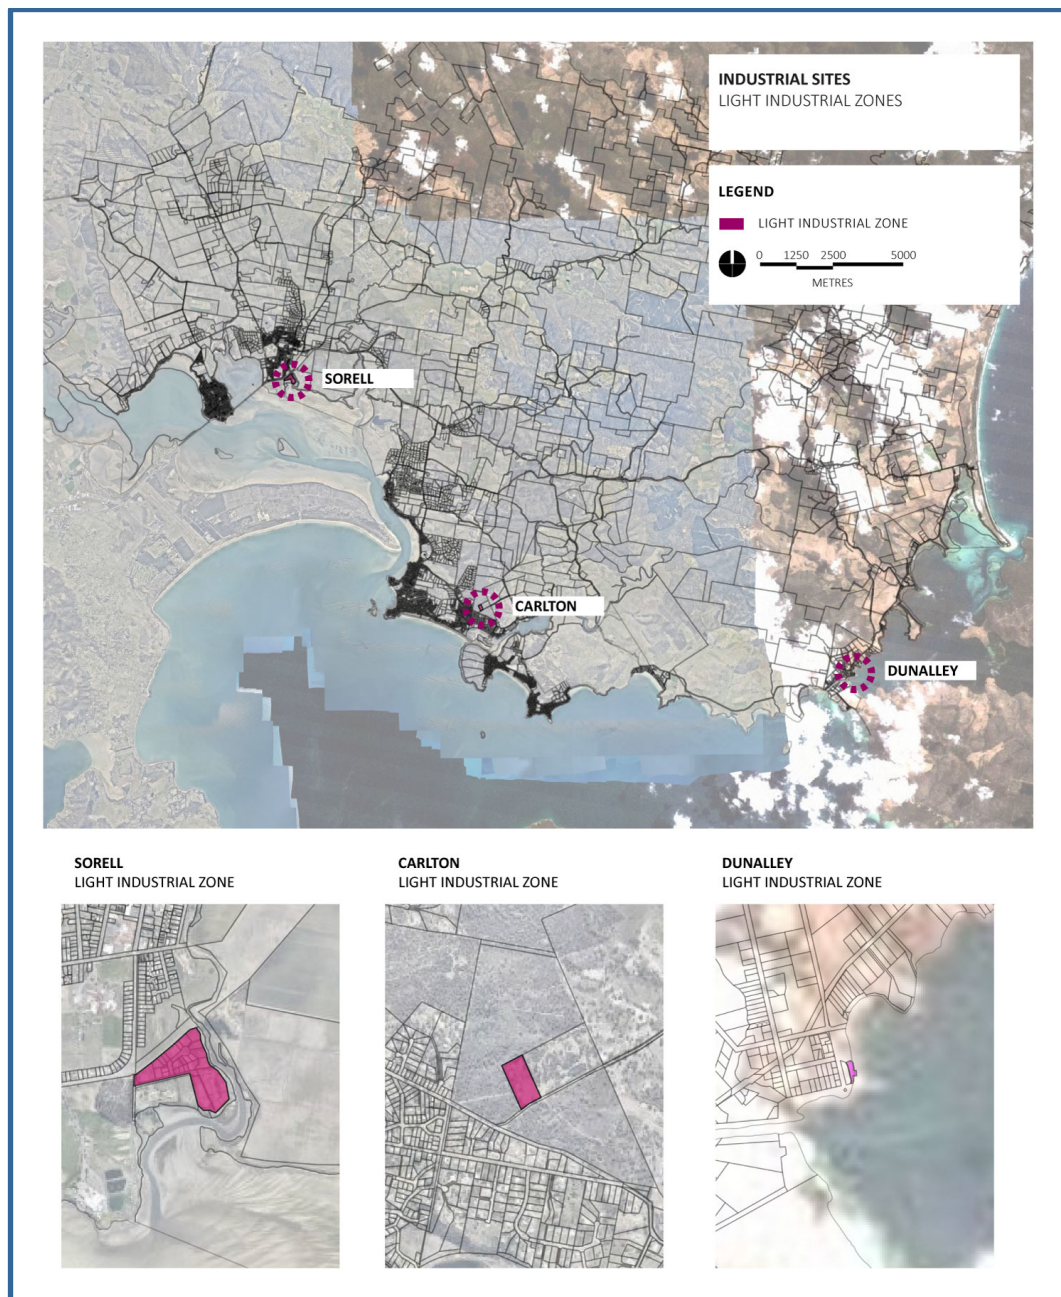 INDUSTRIAL SITES
LIGHT INDUSTRIAL ZONES
LEGEND
LIGHT INDUSTRIAL ZONE
0 1250 2500 5000
METRES
SORELL
CARLTON
DUNALLEY
SORELL
LIGHT INDUSTRIAL ZONE
CARLTON
LIGHT INDUSTRIAL ZONE
DUNALLEY
LIGHT INDUSTRIAL ZONE